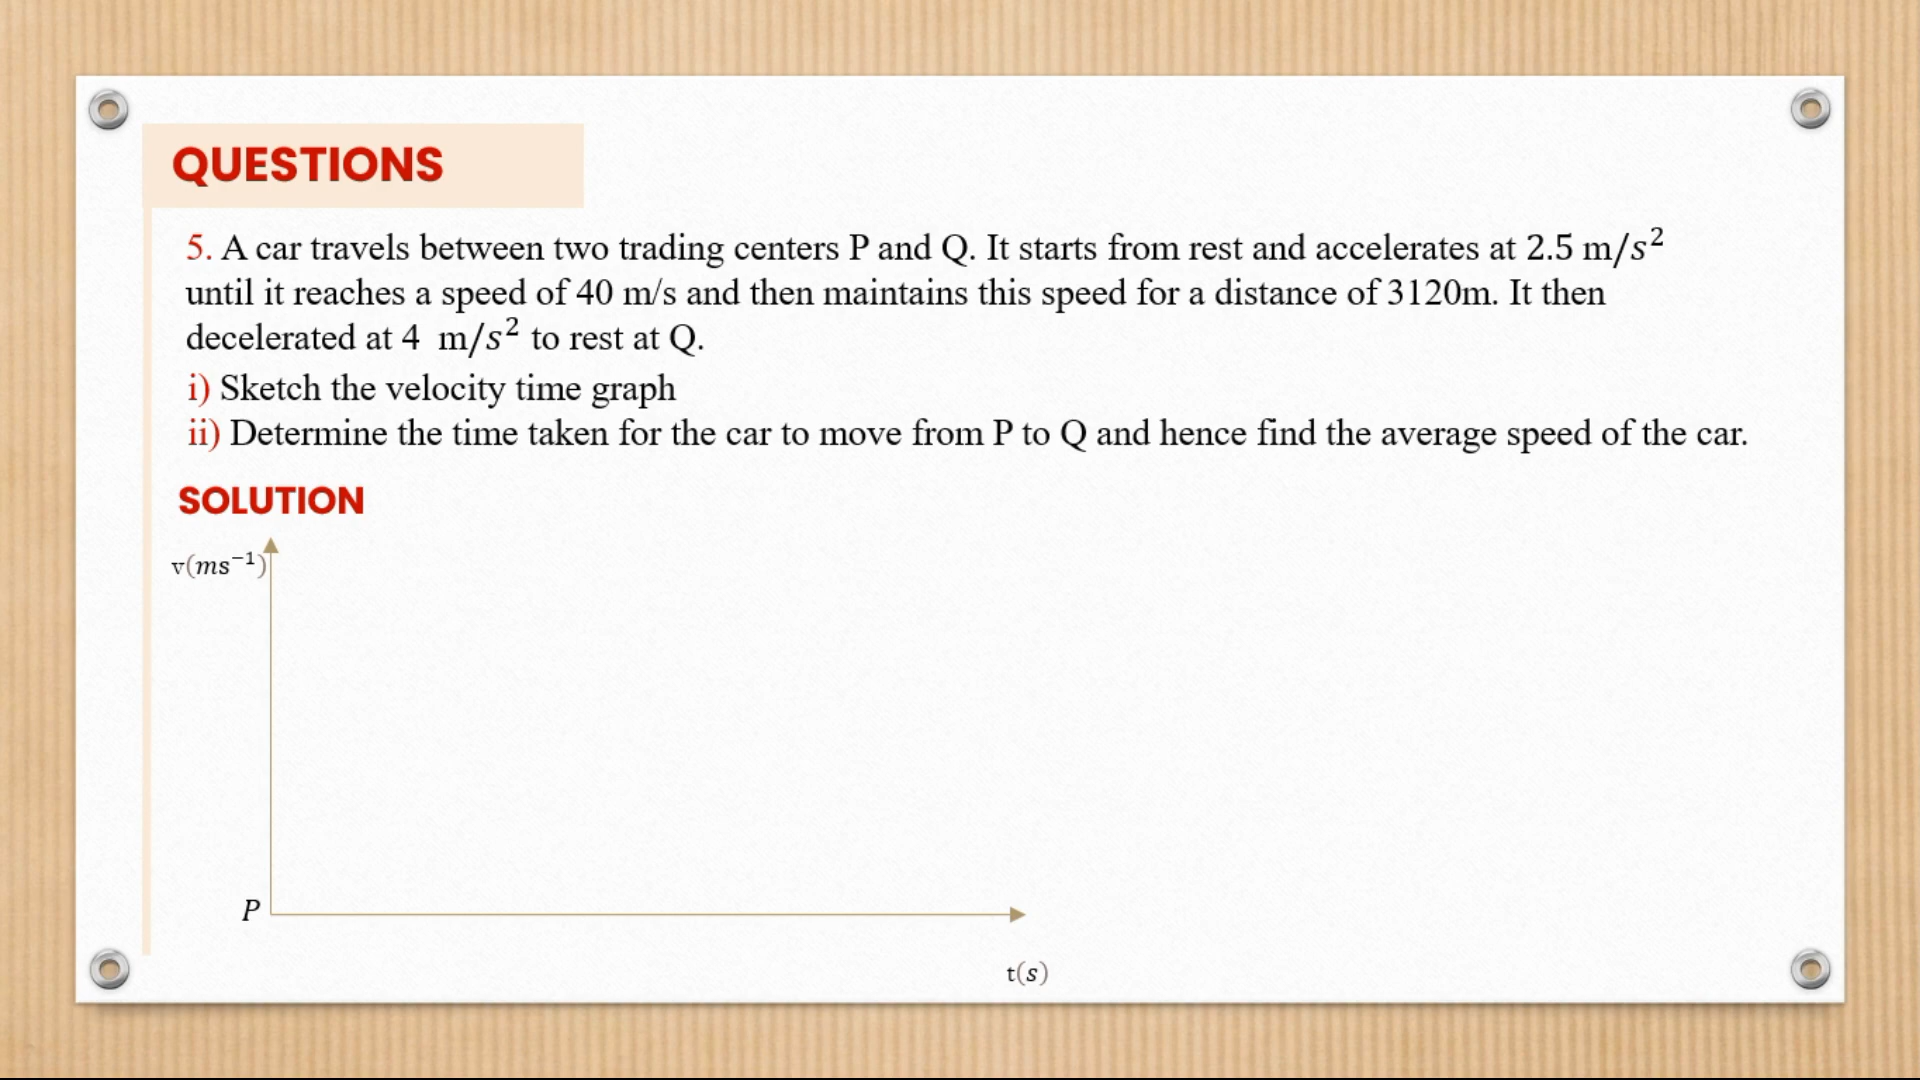 QUESTIONS
5. A car travels between two trading centers P and Q. It starts from rest and accelerates at 2.5 m/s²
until it reaches a speed of 40 m/s and then maintains this speed for a distance of 3120m. It then
decelerated at 4 m/s² to rest at Q.
i) Sketch the velocity time graph
ii) Determine the time taken for the car to move from P to Q and hence find the average speed of the car.
SOLUTION
v(ms⁻¹)
P
t(s)